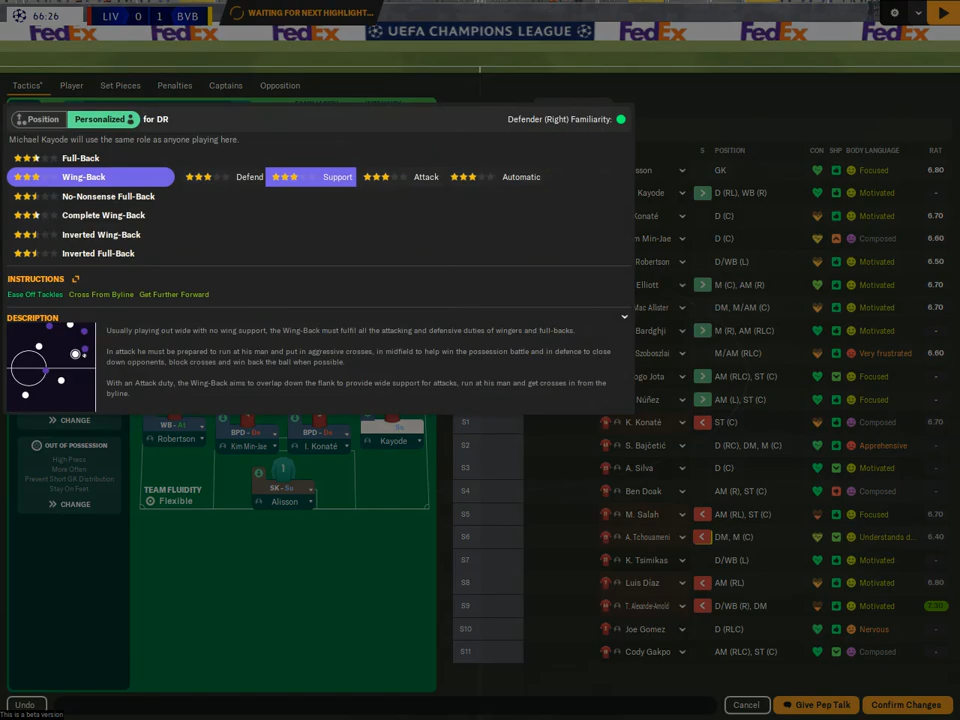 66:26 LIV 0 1 BVB WAITING FOR NEXT HIGHLIGHT...
FedEx FedEx FedEx UEFA CHAMPIONS LEAGUE FedEx FedEx FedEx
Tactics* Player Set Pieces Penalties Captains Opposition
Position Personalized for DR Defender (Right) Familiarity:
Michael Kayode will use the same role as anyone playing here.
Full-Back
Wing-Back Defend Support Attack Automatic
No-Nonsense Full-Back
Complete Wing-Back
Inverted Wing-Back
Inverted Full-Back
INSTRUCTIONS
Ease Off Tackles Cross From Byline Get Further Forward
DESCRIPTION
Usually playing out wide with no wing support, the Wing-Back must fulfil all the attacking and defensive duties of wingers and full-backs.
In attack he must be prepared to run at his man and put in aggressive crosses, in midfield to help win the possession battle and in defence to close
down opponents, block crosses and win back the ball when possible.
With an Attack duty, the Wing-Back aims to overlap down the flank to provide wide support for attacks, run at his man and get crosses in from the
byline.
S POSITION CON SHP BODY LANGUAGE RAT
sson GK Focused 6.80
Kayode D (RL), WB (R) Motivated -
Konaté D (C) Motivated 6.70
m Min-Jae D (C) Composed 6.60
Robertson D/WB (L) Motivated 6.50
Elliott M (C), AM (R) Motivated 6.70
Mac Allister DM, M/AM (C) Motivated 6.70
Bardghji M (R), AM (RLC) Motivated -
Szoboszlai M/AM (RLC) Very frustrated 6.60
ogo Jota AM (RLC), ST (C) Focused -
Núñez AM (L), ST (C) Focused -
S1 K. Konaté ST (C) Composed 6.70
S2 S. Bajčetić D (RC), DM, M (C) Apprehensive -
S3 A. Silva D (C) Motivated -
S4 Ben Doak AM (R), ST (C) Composed -
S5 M. Salah AM (RL), ST (C) Focused 6.70
S6 A. Tchouameni DM, M (C) Understands d... 6.40
S7 K. Tsimikas D/WB (L) Motivated -
S8 Luis Díaz AM (RL) Motivated 6.80
S9 T. Alexander-Arnold D/WB (R), DM Motivated
S10 Joe Gomez D (RLC) Nervous -
S11 Cody Gakpo AM (RLC), ST (C) Composed -
CHANGE
OUT OF POSSESSION
High Press
More Often
Prevent Short GK Distribution
Stay On Feet
CHANGE
WB - At BPD - De BPD - De Su
Robertson Kim Min-Jae I. Konaté Kayode
1
SK - Su
Alisson
TEAM FLUIDITY
Flexible
Undo Cancel Give Pep Talk Confirm Changes
This is a beta version